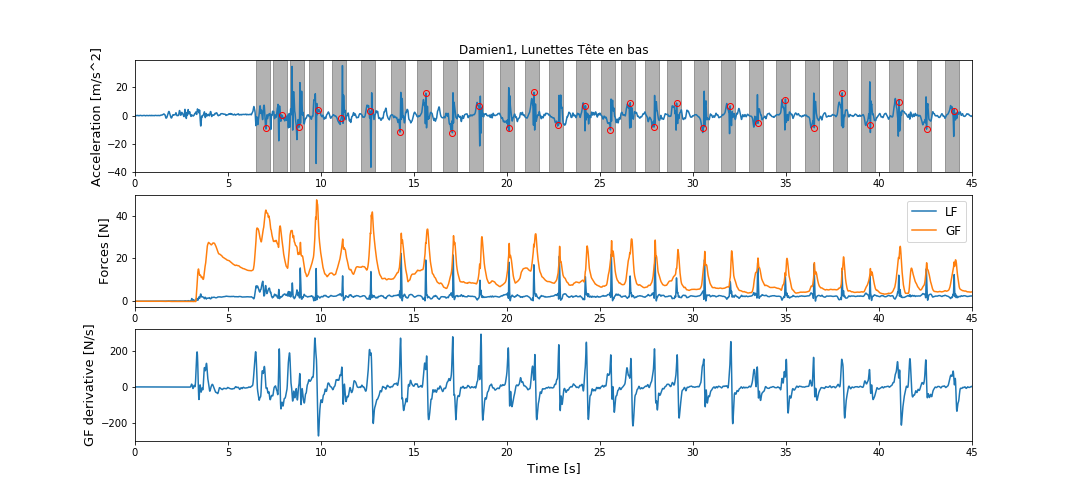 Damien1, Lunettes Tête en bas
Acceleration [m/s^2]
20
0
−20
−40
0 5 10 15 20 25 30 35 40 45
Forces [N]
40
20
0
LF
GF
0 5 10 15 20 25 30 35 40 45
GF derivative [N/s]
200
0
−200
0 5 10 15 20 25 30 35 40 45
Time [s]